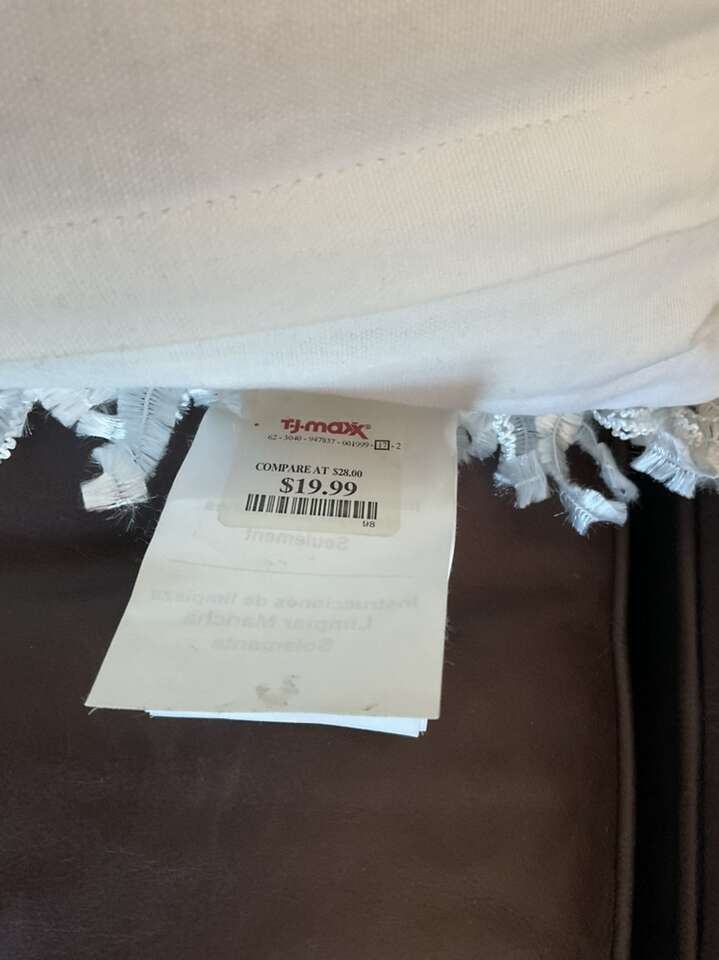 T•J•maxx®
62 - 3040 - 947837 - 001999 - 17 - 2
COMPARE AT $28.00
$19.99
98
Seulement
Instrucciones de limpieza
Limpiar Mancha
Solamente